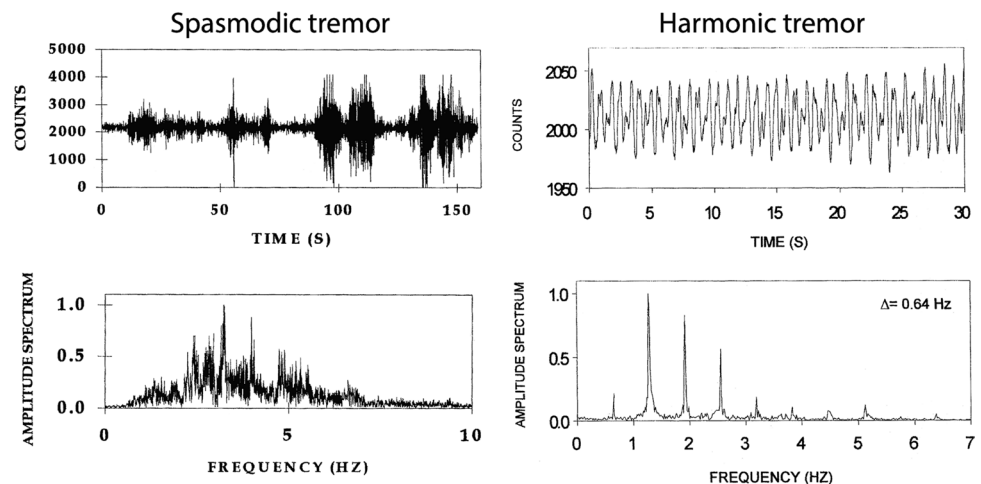 Spasmodic tremor
5000
4000
3000
2000
1000
0
COUNTS
0 50 100 150
TIME (S)
Harmonic tremor
2050
2000
1950
COUNTS
0 5 10 15 20 25 30
TIME (S)
1.0
0.5
0.0
AMPLITUDE SPECTRUM
0 5 10
FREQUENCY (HZ)
Δ= 0.64 Hz
1.0
0.5
0.0
AMPLITUDE SPECTRUM
0 1 2 3 4 5 6 7
FREQUENCY (HZ)